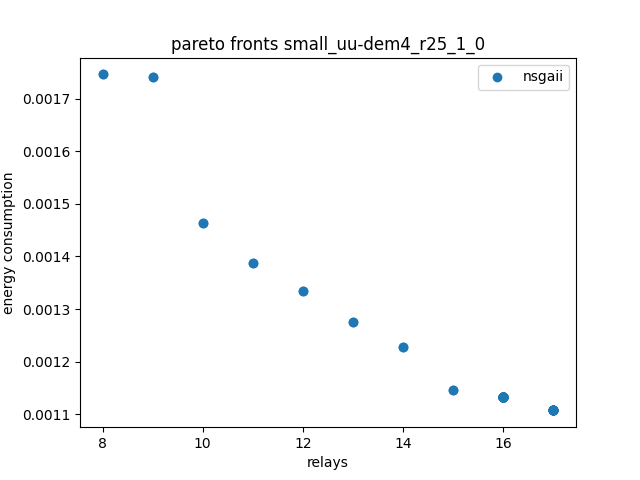 pareto fronts small_uu-dem4_r25_1_0
nsgaii
0.0017
0.0016
0.0015
0.0014
0.0013
0.0012
0.0011
energy consumption
8 10 12 14 16
relays